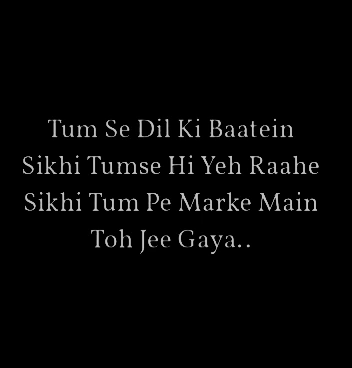 Tum Se Dil Ki Baatein
Sikhi Tumse Hi Yeh Raahe
Sikhi Tum Pe Marke Main
Toh Jee Gaya..